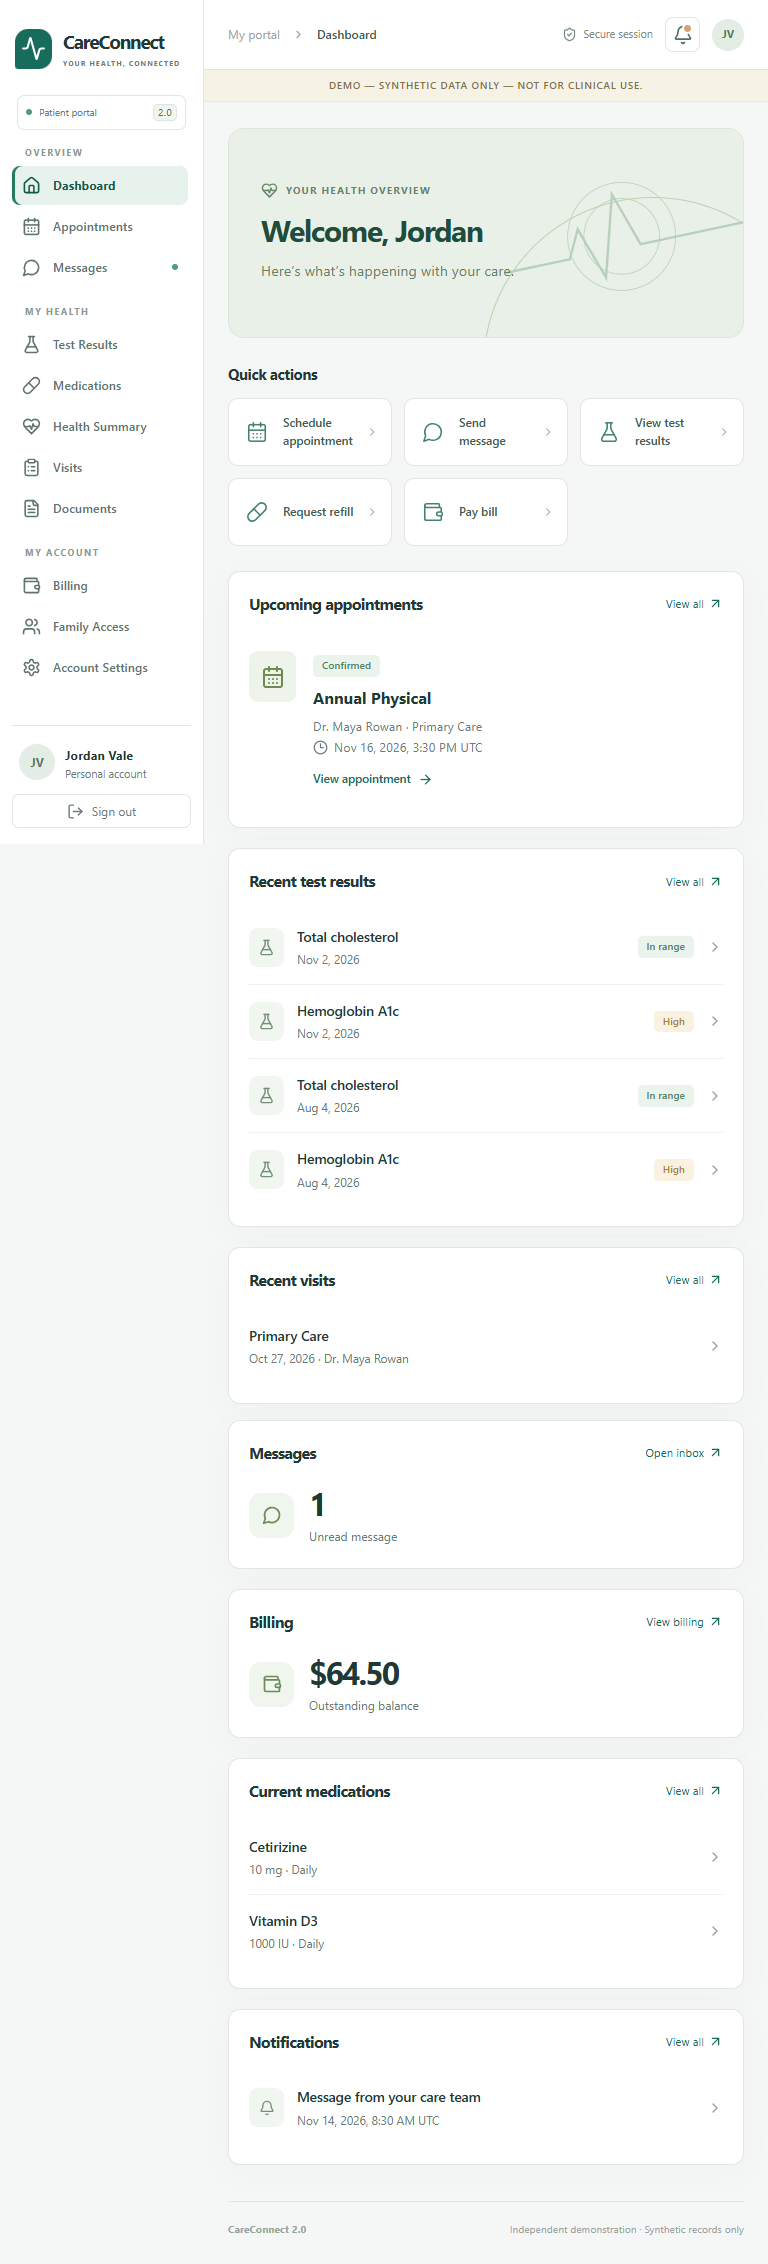 CareConnect
YOUR HEALTH, CONNECTED
Patient portal 2.0
OVERVIEW
Dashboard
Appointments
Messages
MY HEALTH
Test Results
Medications
Health Summary
Visits
Documents
MY ACCOUNT
Billing
Family Access
Account Settings
JV
Jordan Vale
Personal account
Sign out
My portal > Dashboard
Secure session
JV
DEMO — SYNTHETIC DATA ONLY — NOT FOR CLINICAL USE.
YOUR HEALTH OVERVIEW
Welcome, Jordan
Here's what's happening with your care.
Quick actions
Schedule
appointment
Send
message
View test
results
Request refill
Pay bill
Upcoming appointments
View all
Confirmed
Annual Physical
Dr. Maya Rowan · Primary Care
Nov 16, 2026, 3:30 PM UTC
View appointment
Recent test results
View all
Total cholesterol
Nov 2, 2026
In range
Hemoglobin A1c
Nov 2, 2026
High
Total cholesterol
Aug 4, 2026
In range
Hemoglobin A1c
Aug 4, 2026
High
Recent visits
View all
Primary Care
Oct 27, 2026 · Dr. Maya Rowan
Messages
Open inbox
1
Unread message
Billing
View billing
$64.50
Outstanding balance
Current medications
View all
Cetirizine
10 mg · Daily
Vitamin D3
1000 IU · Daily
Notifications
View all
Message from your care team
Nov 14, 2026, 8:30 AM UTC
CareConnect 2.0
Independent demonstration · Synthetic records only